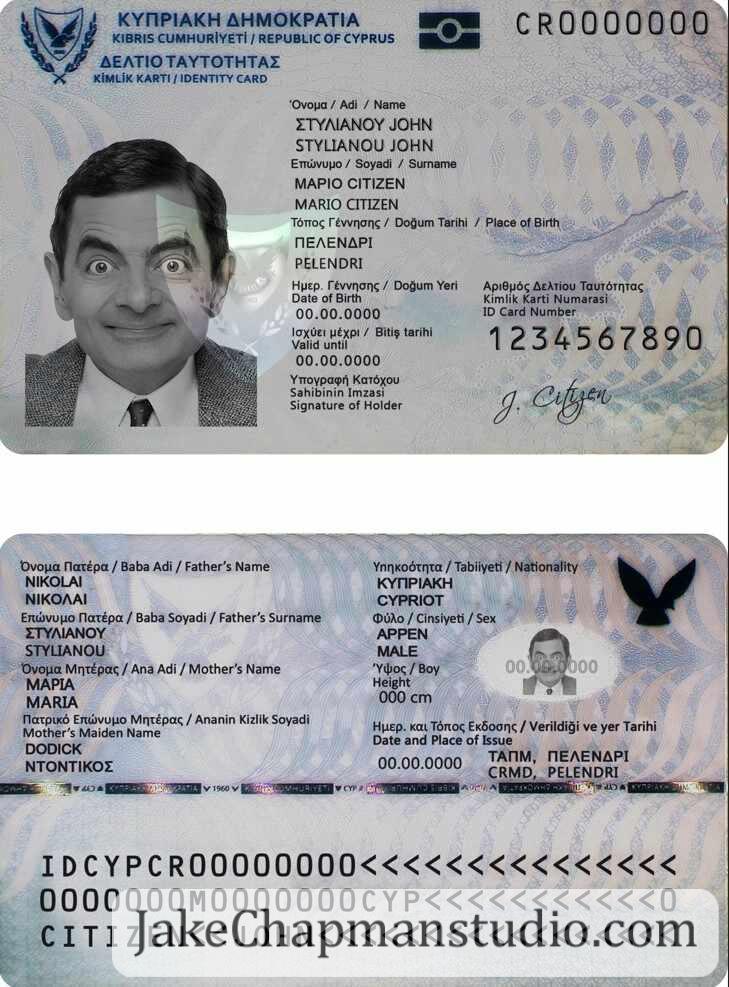 ΚΥΠΡΙΑΚΗ ΔΗΜΟΚΡΑΤΙΑ
KIBRIS CUMHURİYETİ / REPUBLIC OF CYPRUS
ΔΕΛΤΙΟ ΤΑΥΤΟΤΗΤΑΣ
KİMLİK KARTI / IDENTITY CARD
CR0000000
Όνομα / Adi / Name
ΣΤΥΛΙΑΝΟΥ JOHN
STYLIANOU JOHN
Επώνυμο / Soyadi / Surname
ΜΑΡΙΟ CITIZEN
MARIO CITIZEN
Τόπος Γέννησης / Doğum Tarihi / Place of Birth
ΠΕΛΕΝΔΡΙ
PELENDRI
Ημερ. Γέννησης / Doğum Yeri
Date of Birth
00.00.0000
Ισχύει μέχρι / Bitiş tarihi
Valid until
00.00.0000
Υπογραφή Κατόχου
Sahibinin Imzasi
Signature of Holder
Αριθμός Δελτίου Ταυτότητας
Kimlik Karti Numarasi
ID Card Number
1234567890
J. Citizen
Όνομα Πατέρα / Baba Adi / Father's Name
NIKOLAI
ΝΙΚΟΛΑΙ
Επώνυμο Πατέρα / Baba Soyadi / Father's Surname
ΣΤΥΛΙΑΝΟΥ
STYLIANOU
Όνομα Μητέρας / Ana Adi / Mother's Name
ΜΑΡΙΑ
MARIA
Πατρικό Επώνυμο Μητέρας / Ananin Kizlik Soyadi
Mother's Maiden Name
DODICK
ΝΤΟΝΤΙΚΟΣ
Υπηκοότητα / Tabiiyeti / Nationality
ΚΥΠΡΙΑΚΗ
CYPRIOT
Φύλο / Cinsiyeti / Sex
ΑΡΡΕΝ
MALE
Ύψος / Boy
Height
000 cm
00.00.0000
Ημερ. και Τόπος Εκδοσης / Verildiği ve yer Tarihi
Date and Place of Issue
00.00.0000
ΤΑΠΜ, ΠΕΛΕΝΔΡΙ
CRMD, PELENDRI
1960
IDCYPCR00000000<<<<<<<<<<<<<<<
0000000M0000000CYP<<<<<<<<<<<0
CITIZEN<<JOHN<<<<<<<<<<<<<<<<<
JakeChapmanstudio.com